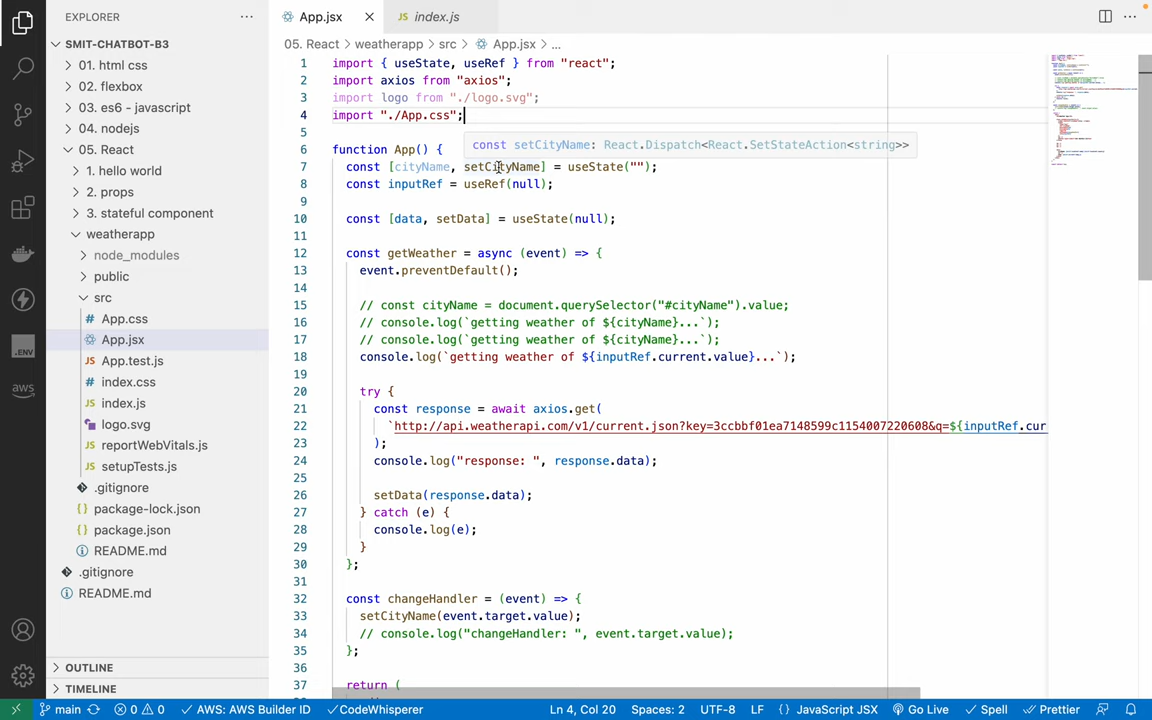 EXPLORER
SMIT-CHATBOT-B3
01. html css
02. flexbox
03. es6 - javascript
04. nodejs
05. React
1. hello world
2. props
3. stateful component
weatherapp
node_modules
public
src
App.css
App.jsx
App.test.js
index.css
index.js
logo.svg
reportWebVitals.js
setupTests.js
.gitignore
package-lock.json
package.json
README.md
.gitignore
README.md
OUTLINE
TIMELINE
.ENV
aws
App.jsx
index.js
05. React > weatherapp > src > App.jsx > ...
1 import { useState, useRef } from "react";
2 import axios from "axios";
3 import logo from "./logo.svg";
4 import "./App.css";
5
const setCityName: React.Dispatch<React.SetStateAction<string>>
6 function App() {
7 const [cityName, setCityName] = useState("");
8 const inputRef = useRef(null);
9
10 const [data, setData] = useState(null);
11
12 const getWeather = async (event) => {
13 event.preventDefault();
14
15 // const cityName = document.querySelector("#cityName").value;
16 // console.log(`getting weather of ${cityName}...`);
17 // console.log(`getting weather of ${cityName}...`);
18 console.log(`getting weather of ${inputRef.current.value}...`);
19
20 try {
21 const response = await axios.get(
22 `http://api.weatherapi.com/v1/current.json?key=3ccbbf01ea7148599c1154007220608&q=${inputRef.cur
23 );
24 console.log("response: ", response.data);
25
26 setData(response.data);
27 } catch (e) {
28 console.log(e);
29 }
30 };
31
32 const changeHandler = (event) => {
33 setCityName(event.target.value);
34 // console.log("changeHandler: ", event.target.value);
35 };
36
37 return (
main 0 0 AWS: AWS Builder ID CodeWhisperer Ln 4, Col 20 Spaces: 2 UTF-8 LF {} JavaScript JSX Go Live Spell Prettier